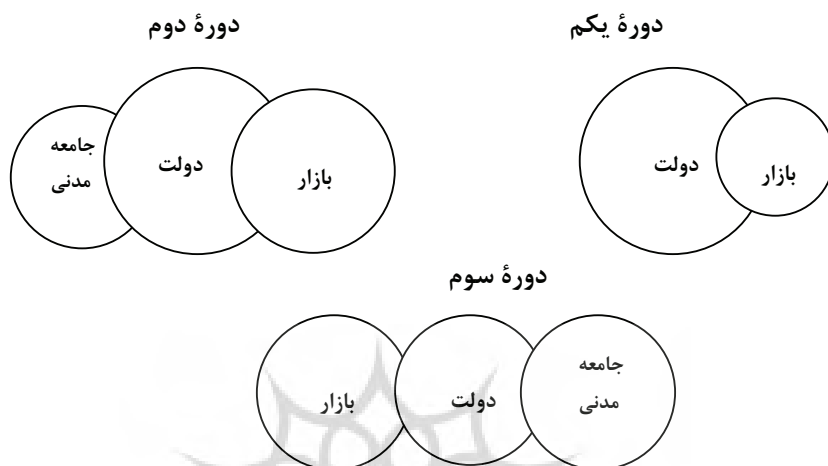 دورهٔ یکم
دولت
بازار
دورهٔ دوم
بازار
دولت
جامعه
مدنی
دورهٔ سوم
جامعه
مدنی
دولت
بازار